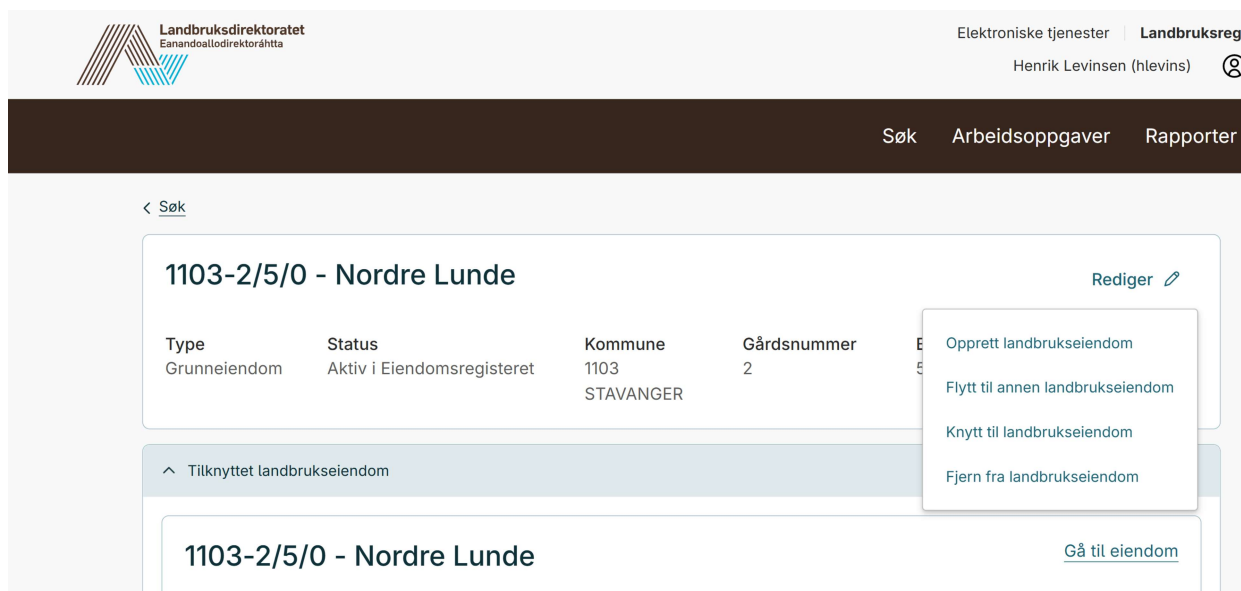 Landbruksdirektoratet
Eanandoallodirektoráhtta
Elektroniske tjenester
Landbruksreg
Henrik Levinsen (hlevins)
Søk
Arbeidsoppgaver
Rapporter
Søk
1103-2/5/0 - Nordre Lunde
Rediger
Type
Grunneiendom
Status
Aktiv i Eiendomsregisteret
Kommune
1103
STAVANGER
Gårdsnummer
2
Opprett landbrukseiendom
Flytt til annen landbrukseiendom
Knytt til landbrukseiendom
Fjern fra landbrukseiendom
Tilknyttet landbrukseiendom
1103-2/5/0 - Nordre Lunde
Gå til eiendom